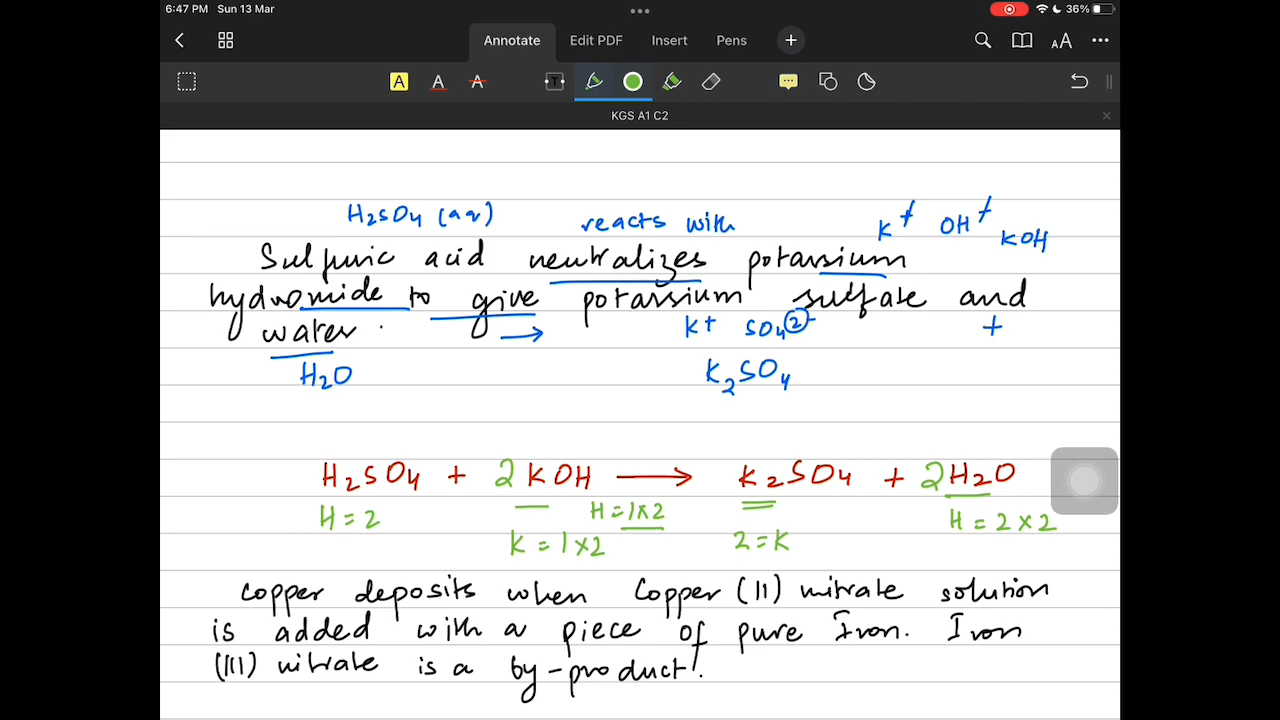 6:47 PM Sun 13 Mar
36%
Annotate Edit PDF Insert Pens
A A A T
KGS A1 C2
H2SO4 (aq) reacts with K+ OH+ KOH
Sulfuric acid neutralizes potassium
hydroxide to give potassium sulfate and
water. → K+ SO4 2- +
H2O K2SO4
H2SO4 + 2 KOH → K2SO4 + 2H2O
H=2 H=1x2 H=2x2
K=1x2 2=K
Copper deposits when Copper (II) nitrate solution
is added with a piece of pure Iron. Iron
(III) nitrate is a by-product.